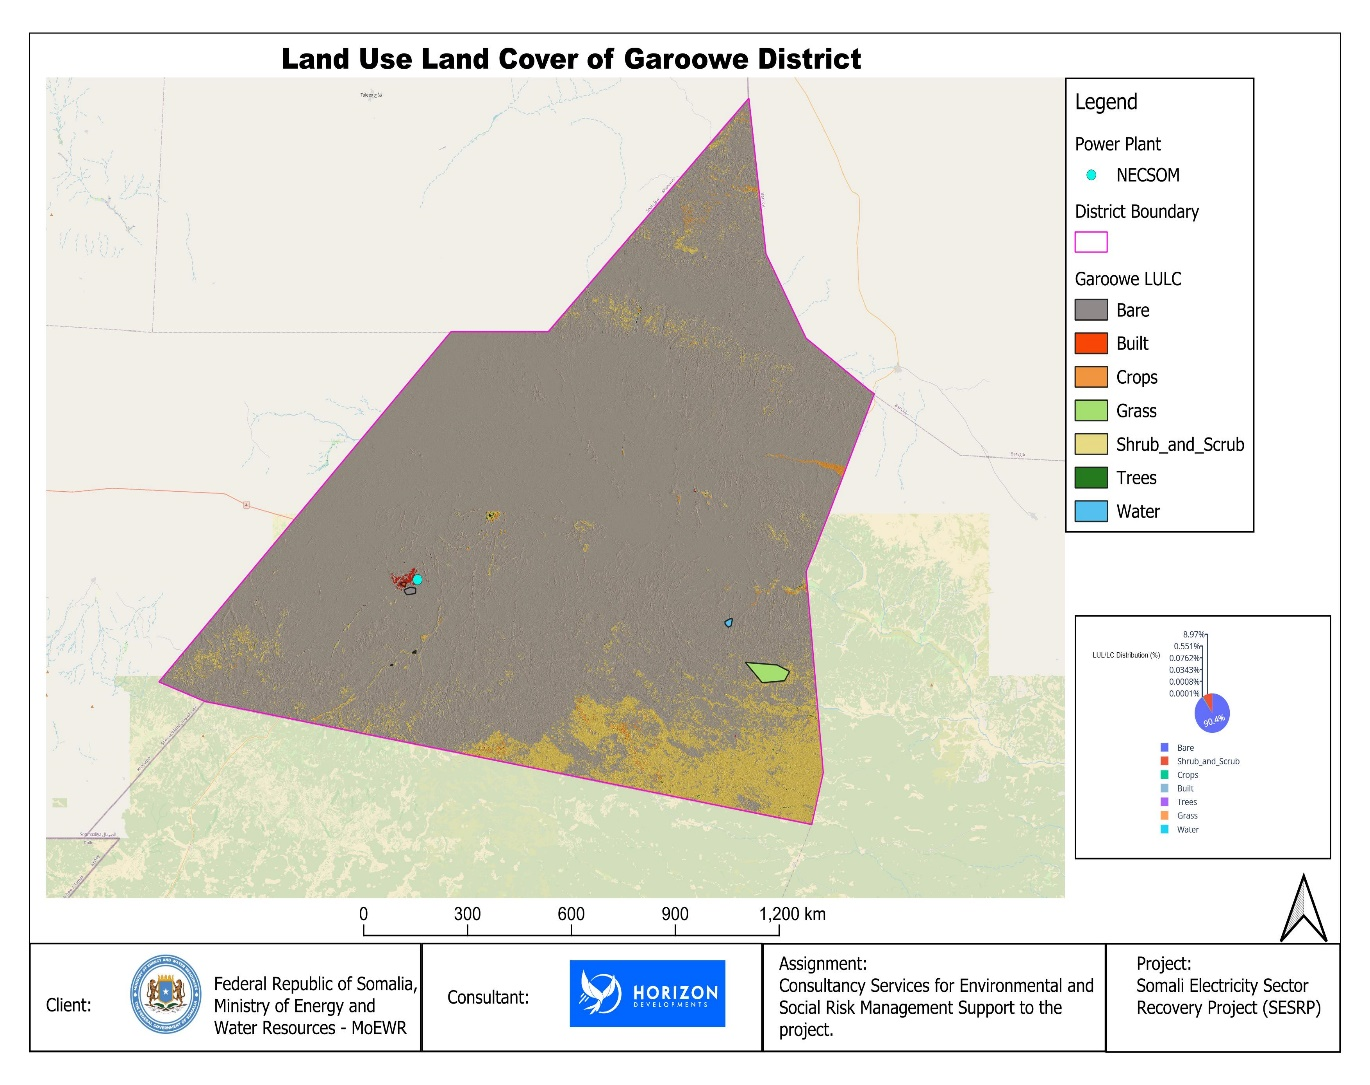 Land Use Land Cover of Garoowe District
Legend
Power Plant
NECSOM
District Boundary
Garoowe LULC
Bare
Built
Crops
Grass
Shrub_and_Scrub
Trees
Water
LUL/LC Distribution (%)
8.97%
0.551%
0.0762%
0.0343%
0.0008%
0.0001%
90.4%
Bare
Shrub_and_Scrub
Crops
Built
Trees
Grass
Water
0 300 600 900 1,200 km
Client:
Federal Republic of Somalia,
Ministry of Energy and
Water Resources - MoEWR
Consultant:
HORIZON
DEVELOPMENTS
Assignment:
Consultancy Services for Environmental and
Social Risk Management Support to the
project.
Project:
Somali Electricity Sector
Recovery Project (SESRP)